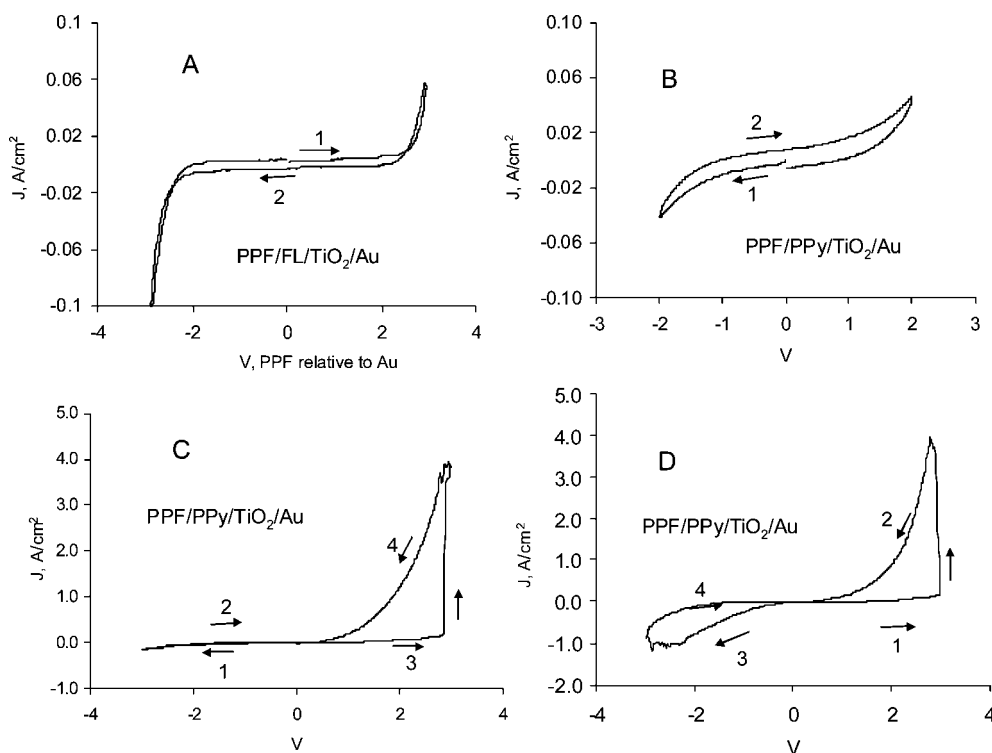 A
J, A/cm²
0.1
0.06
0.02
-0.02
-0.06
-0.1
1
2
PPF/FL/TiO₂/Au
-4 -2 0 2 4
V, PPF relative to Au
B
J, A/cm²
0.10
0.06
0.02
-0.02
-0.06
-0.10
2
1
PPF/PPy/TiO₂/Au
-3 -2 -1 0 1 2 3
V
C
J, A/cm²
5.0
4.0
3.0
2.0
1.0
0.0
-1.0
PPF/PPy/TiO₂/Au
4
2
1
3
-4 -2 0 2 4
V
D
J, A/cm²
5.0
4.0
3.0
2.0
1.0
0.0
-1.0
-2.0
PPF/PPy/TiO₂/Au
2
4
1
3
-4 -2 0 2 4
V